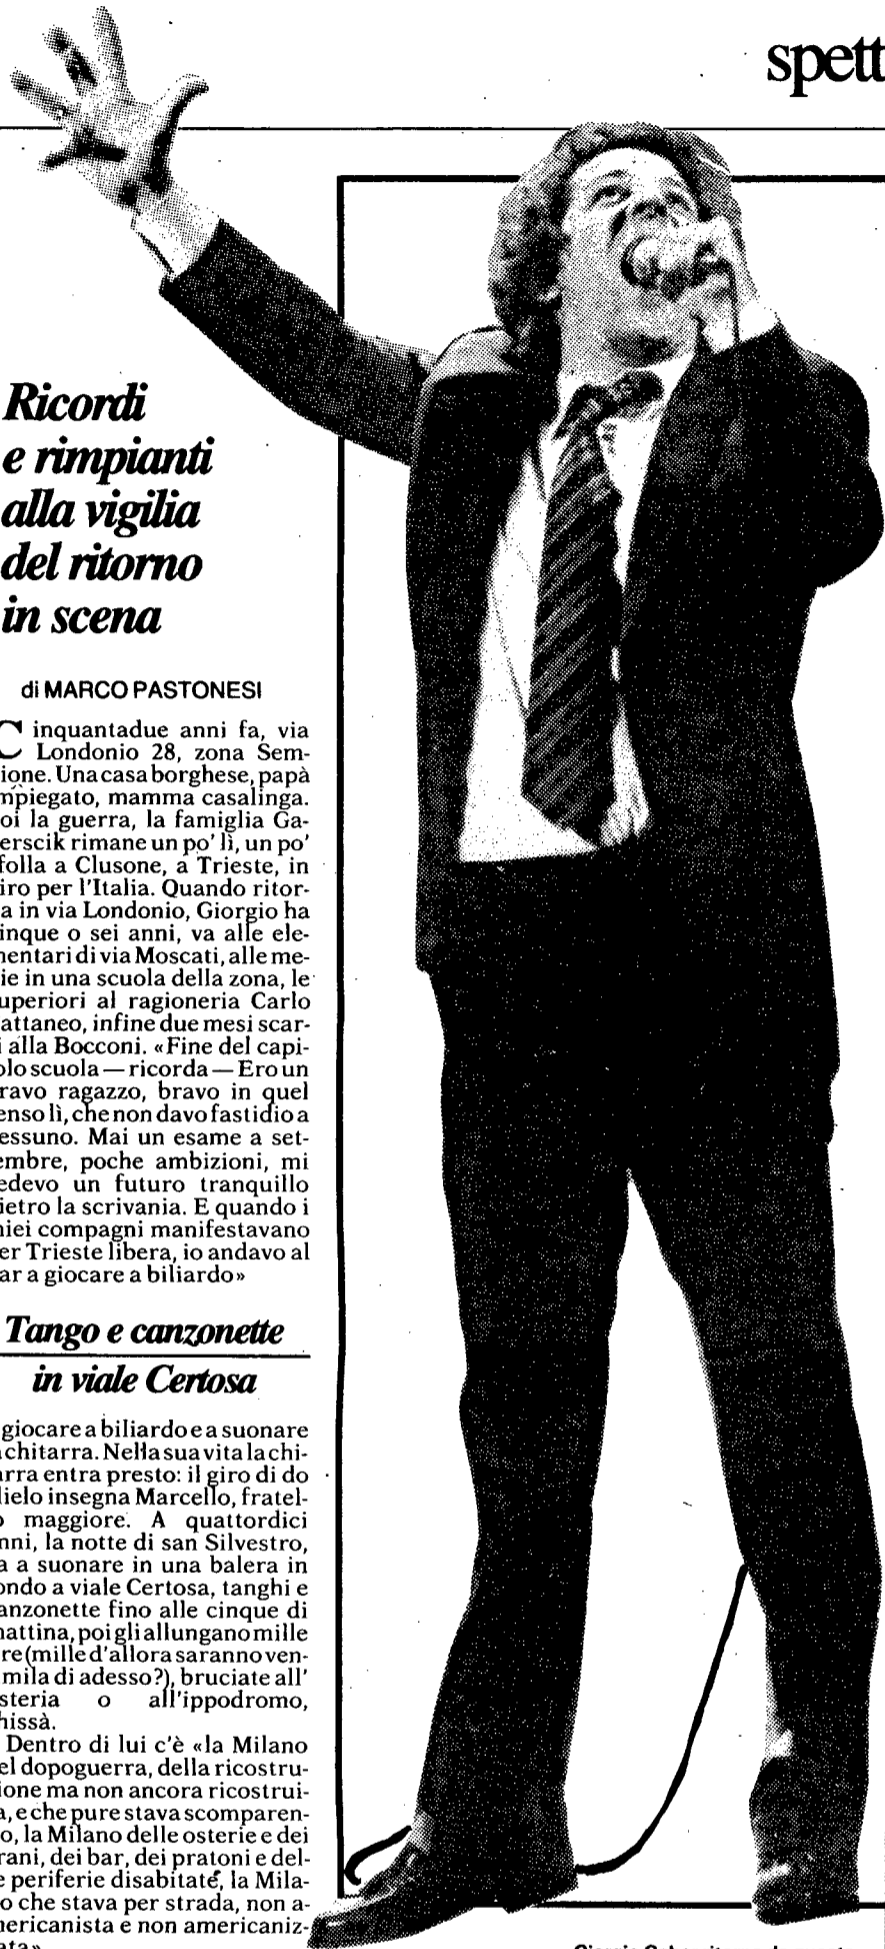 spett
Ricordi
e rimpianti
alla vigilia
del ritorno
in scena
di MARCO PASTONESI
Cinquantadue anni fa, via
Londonio 28, zona Sem-
ione. Una casa borghese, papà
mpiegato, mamma casalinga.
oi la guerra, la famiglia Ga-
erscik rimane un po' lì, un po'
folla a Clusone, a Trieste, in
iro per l'Italia. Quando ritor-
a in via Londonio, Giorgio ha
inque o sei anni, va alle ele-
mentari di via Moscati, alle me-
ie in una scuola della zona, le
uperiori al ragioneria Carlo
attaneo, infine due mesi scar-
i alla Bocconi. «Fine del capi-
olo scuola — ricorda — Ero un
ravo ragazzo, bravo in quel
enso lì, che non davo fastidio a
essuno. Mai un esame a set-
embre, poche ambizioni, mi
edevo un futuro tranquillo
ietro la scrivania. E quando i
niei compagni manifestavano
er Trieste libera, io andavo al
ar a giocare a biliardo»
Tango e canzonette
in viale Certosa
giocare a biliardo e a suonare
a chitarra. Nella sua vita la chi-
arra entra presto: il giro di do
lielo insegna Marcello, fratel-
o maggiore. A quattordici
nni, la notte di san Silvestro,
a a suonare in una balera in
ondo a viale Certosa, tanghi e
anzonette fino alle cinque di
nattina, poi gli allungano mille
re (mille d'allora saranno ven-
mila di adesso?), bruciate all'
steria o all'ippodromo,
hissà.
Dentro di lui c'è «la Milano
el dopoguerra, della ricostru-
ione ma non ancora ricostrui-
a, e che pure stava scomparen-
o, la Milano delle osterie e dei
rani, dei bar, dei pratoni e del-
e periferie disabitate, la Mila-
o che stava per strada, non a-
nericanista e non americaniz-
ata»